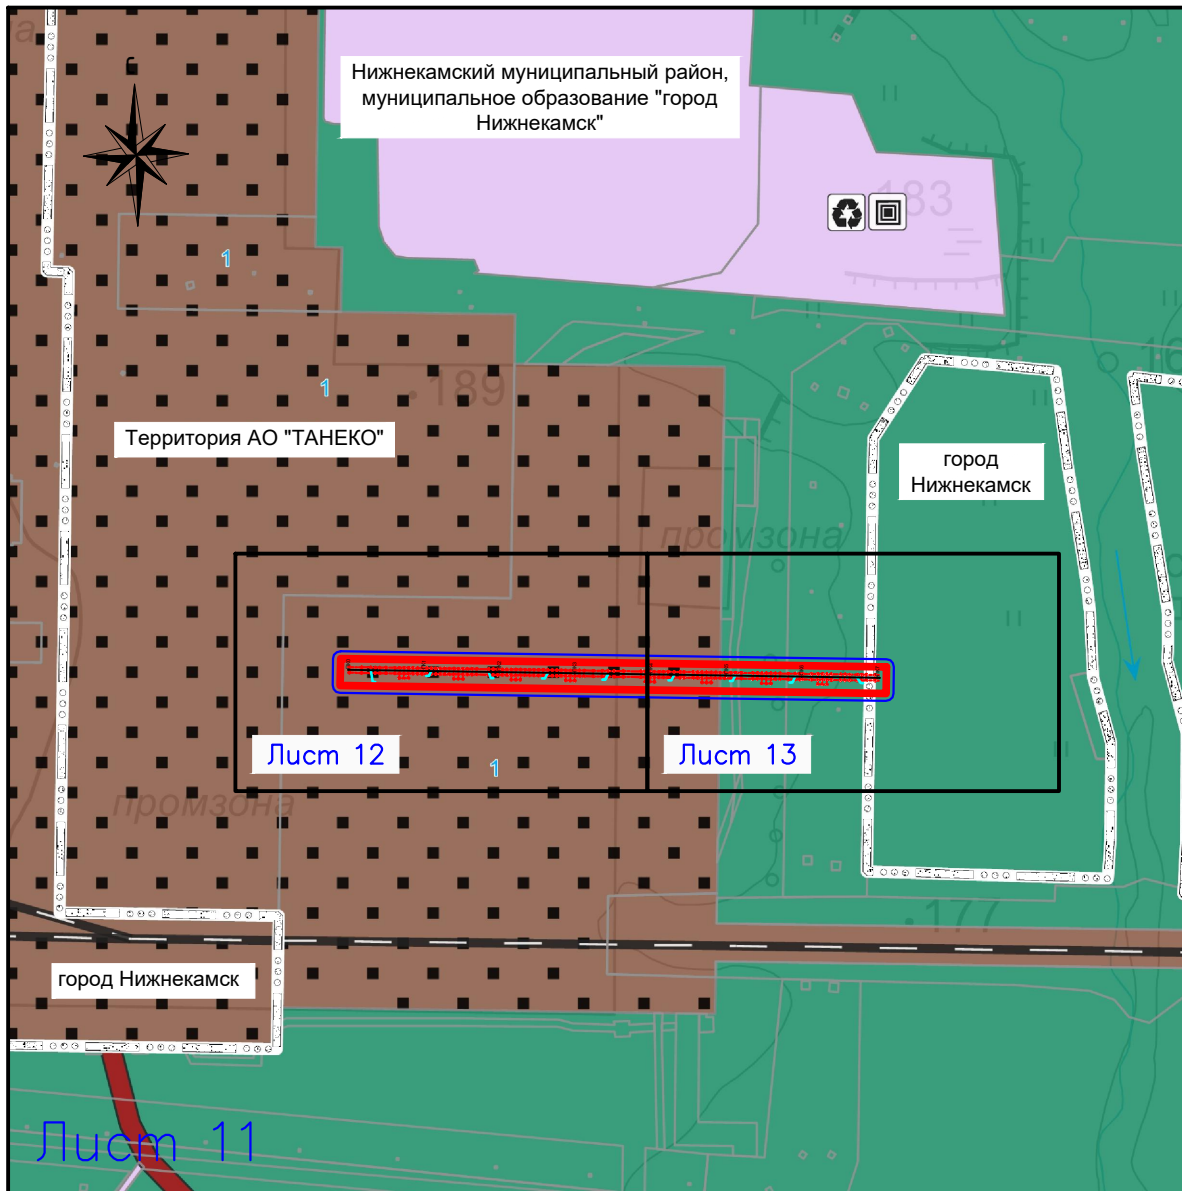 С
Нижнекамский муниципальный район,
муниципальное образование "город
Нижнекамск"
183
1
1
189
Территория АО "ТАНЕКО"
город
Нижнекамск
промзона
Лист 12
Лист 13
1
промзона
177
город Нижнекамск
Лист 11